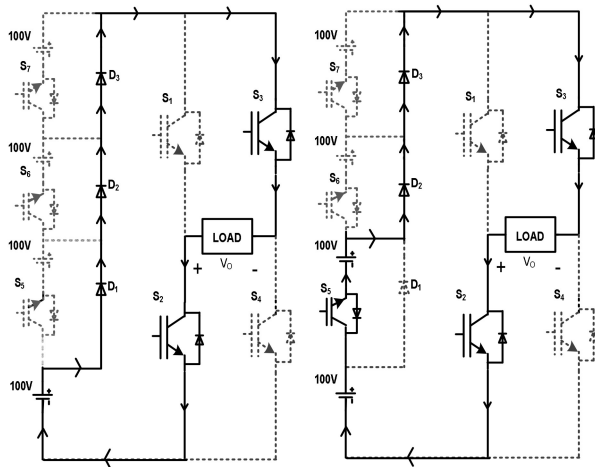 100V
S7
D3
S1
S3
100V
S6
D2
100V
LOAD
+ VO -
S5
D1
S2
S4
100V
100V
S7
D3
S1
S3
100V
S6
D2
100V
LOAD
+ VO -
S5
D1
S2
S4
100V